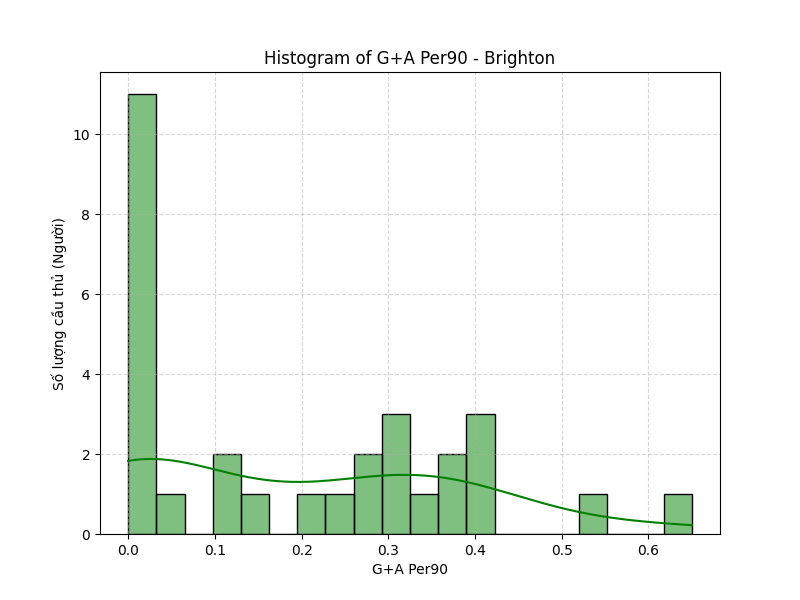 Histogram of G+A Per90 - Brighton
Số lượng cầu thủ (Người)
10
8
6
4
2
0
0.0 0.1 0.2 0.3 0.4 0.5 0.6
G+A Per90